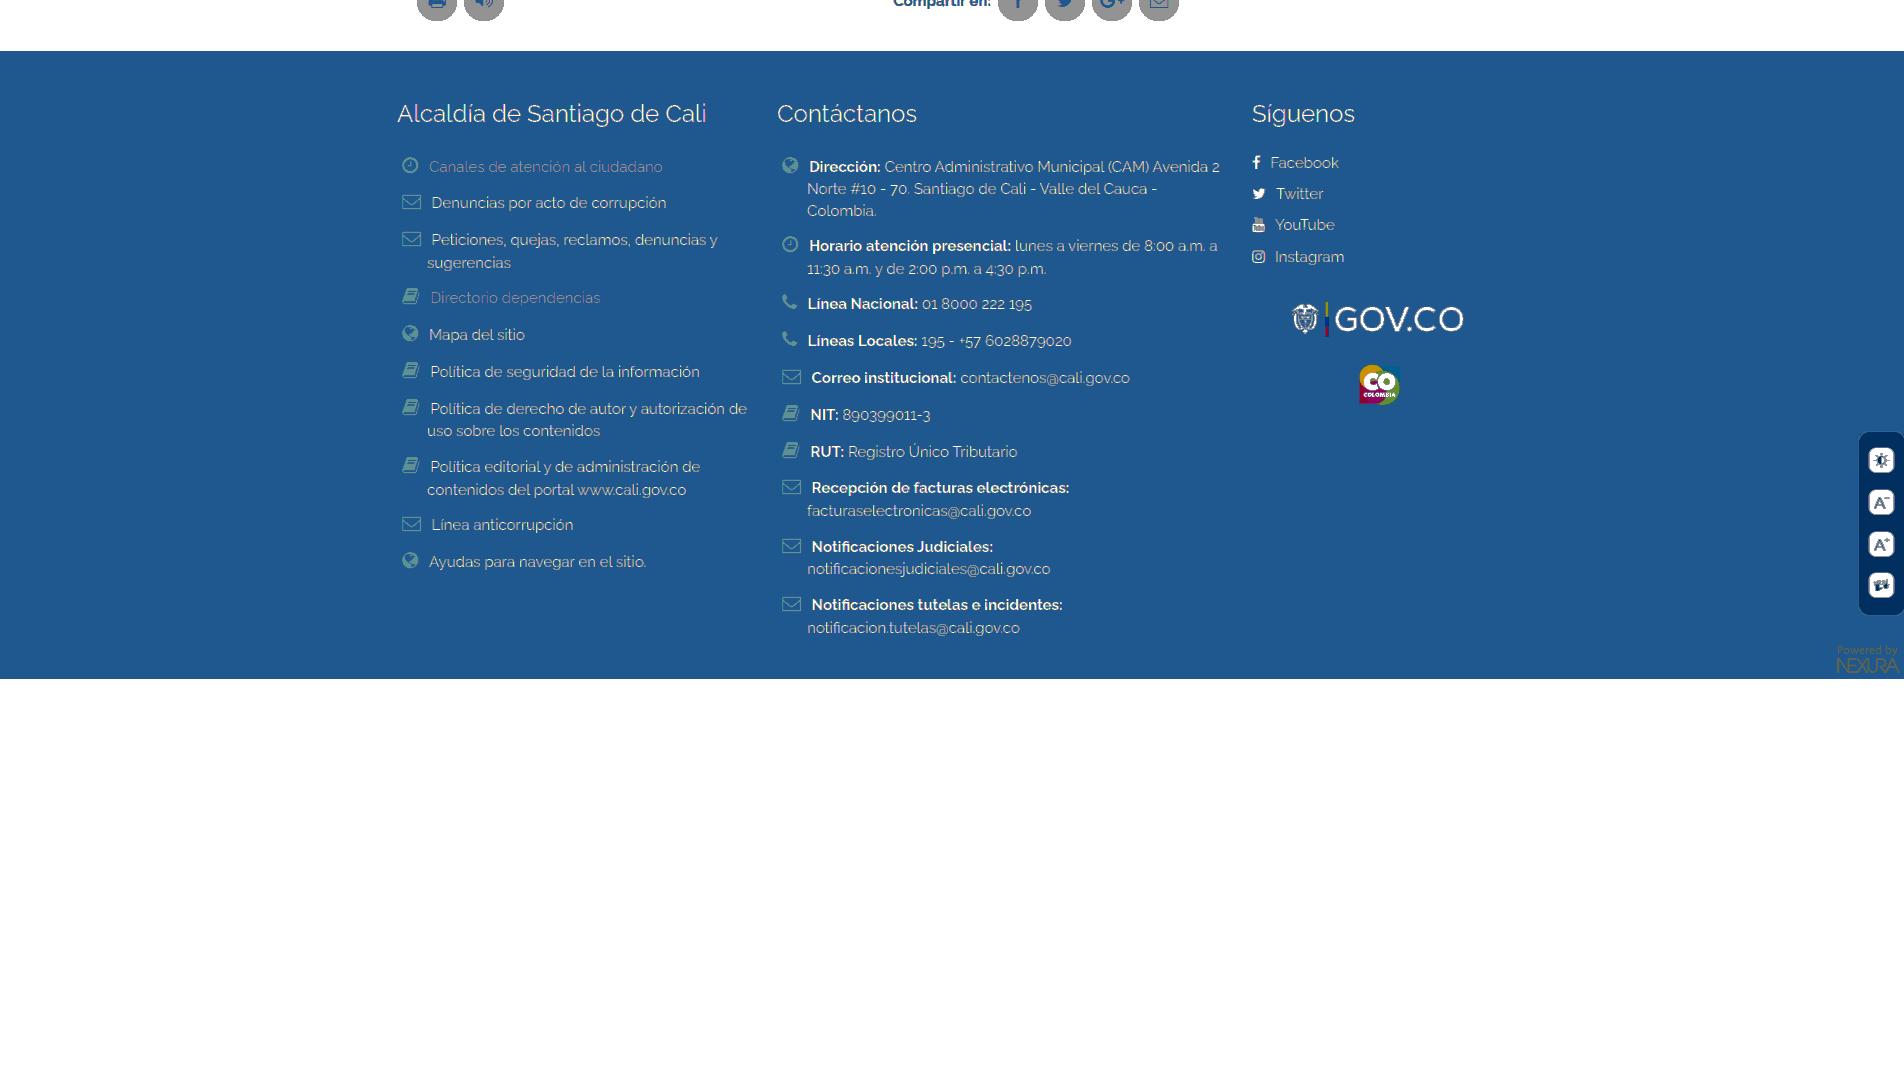 Compartir en:
Alcaldía de Santiago de Cali
Canales de atención al ciudadano
Denuncias por acto de corrupción
Peticiones, quejas, reclamos, denuncias y
sugerencias
Directorio dependencias
Mapa del sitio
Política de seguridad de la información
Política de derecho de autor y autorización de
uso sobre los contenidos
Política editorial y de administración de
contenidos del portal www.cali.gov.co
Línea anticorrupción
Ayudas para navegar en el sitio.
Contáctanos
Dirección: Centro Administrativo Municipal (CAM) Avenida 2
Norte #10 - 70. Santiago de Cali - Valle del Cauca -
Colombia.
Horario atención presencial: lunes a viernes de 8:00 a.m. a
11:30 a.m. y de 2:00 p.m. a 4:30 p.m.
Línea Nacional: 01 8000 222 195
Líneas Locales: 195 - +57 6028879020
Correo institucional: contactenos@cali.gov.co
NIT: 890399011-3
RUT: Registro Único Tributario
Recepción de facturas electrónicas:
facturaselectronicas@cali.gov.co
Notificaciones Judiciales:
notificacionesjudiciales@cali.gov.co
Notificaciones tutelas e incidentes:
notificacion.tutelas@cali.gov.co
Síguenos
Facebook
Twitter
YouTube
Instagram
GOV.CO
CO
COLOMBIA
A-
A+
Powered by
NEXURA